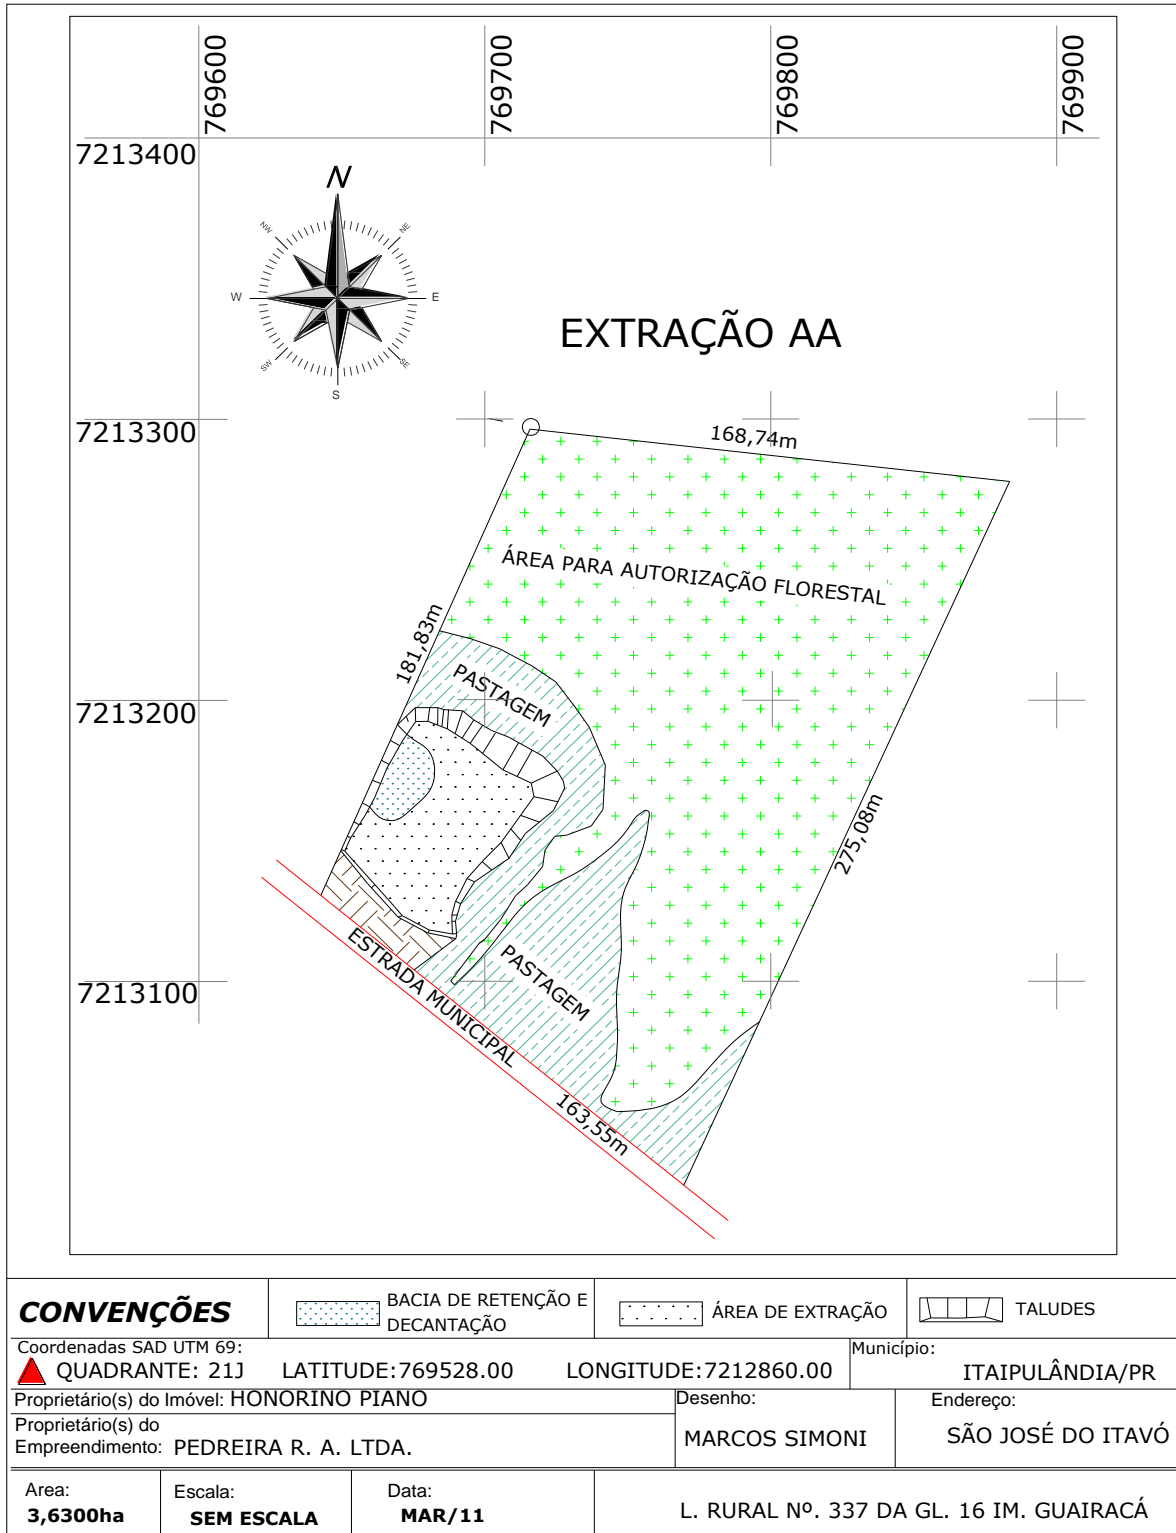 769600
769700
769800
769900
7213400
N
NW
NE
W
E
SW
SE
S
EXTRAÇÃO AA
7213300
168,74m
ÁREA PARA AUTORIZAÇÃO FLORESTAL
181,83m
PASTAGEM
7213200
275,08m
PASTAGEM
ESTRADA MUNICIPAL
7213100
163,55m
CONVENÇÕES
BACIA DE RETENÇÃO E
DECANTAÇÃO
ÁREA DE EXTRAÇÃO
TALUDES
Coordenadas SAD UTM 69:
QUADRANTE: 21J LATITUDE:769528.00 LONGITUDE:7212860.00
Município:
ITAIPULÂNDIA/PR
Proprietário(s) do Imóvel: HONORINO PIANO
Proprietário(s) do
Empreendimento: PEDREIRA R. A. LTDA.
Desenho:
MARCOS SIMONI
Endereço:
SÃO JOSÉ DO ITAVÓ
Area:
3,6300ha
Escala:
SEM ESCALA
Data:
MAR/11
L. RURAL Nº. 337 DA GL. 16 IM. GUAIRACÁ